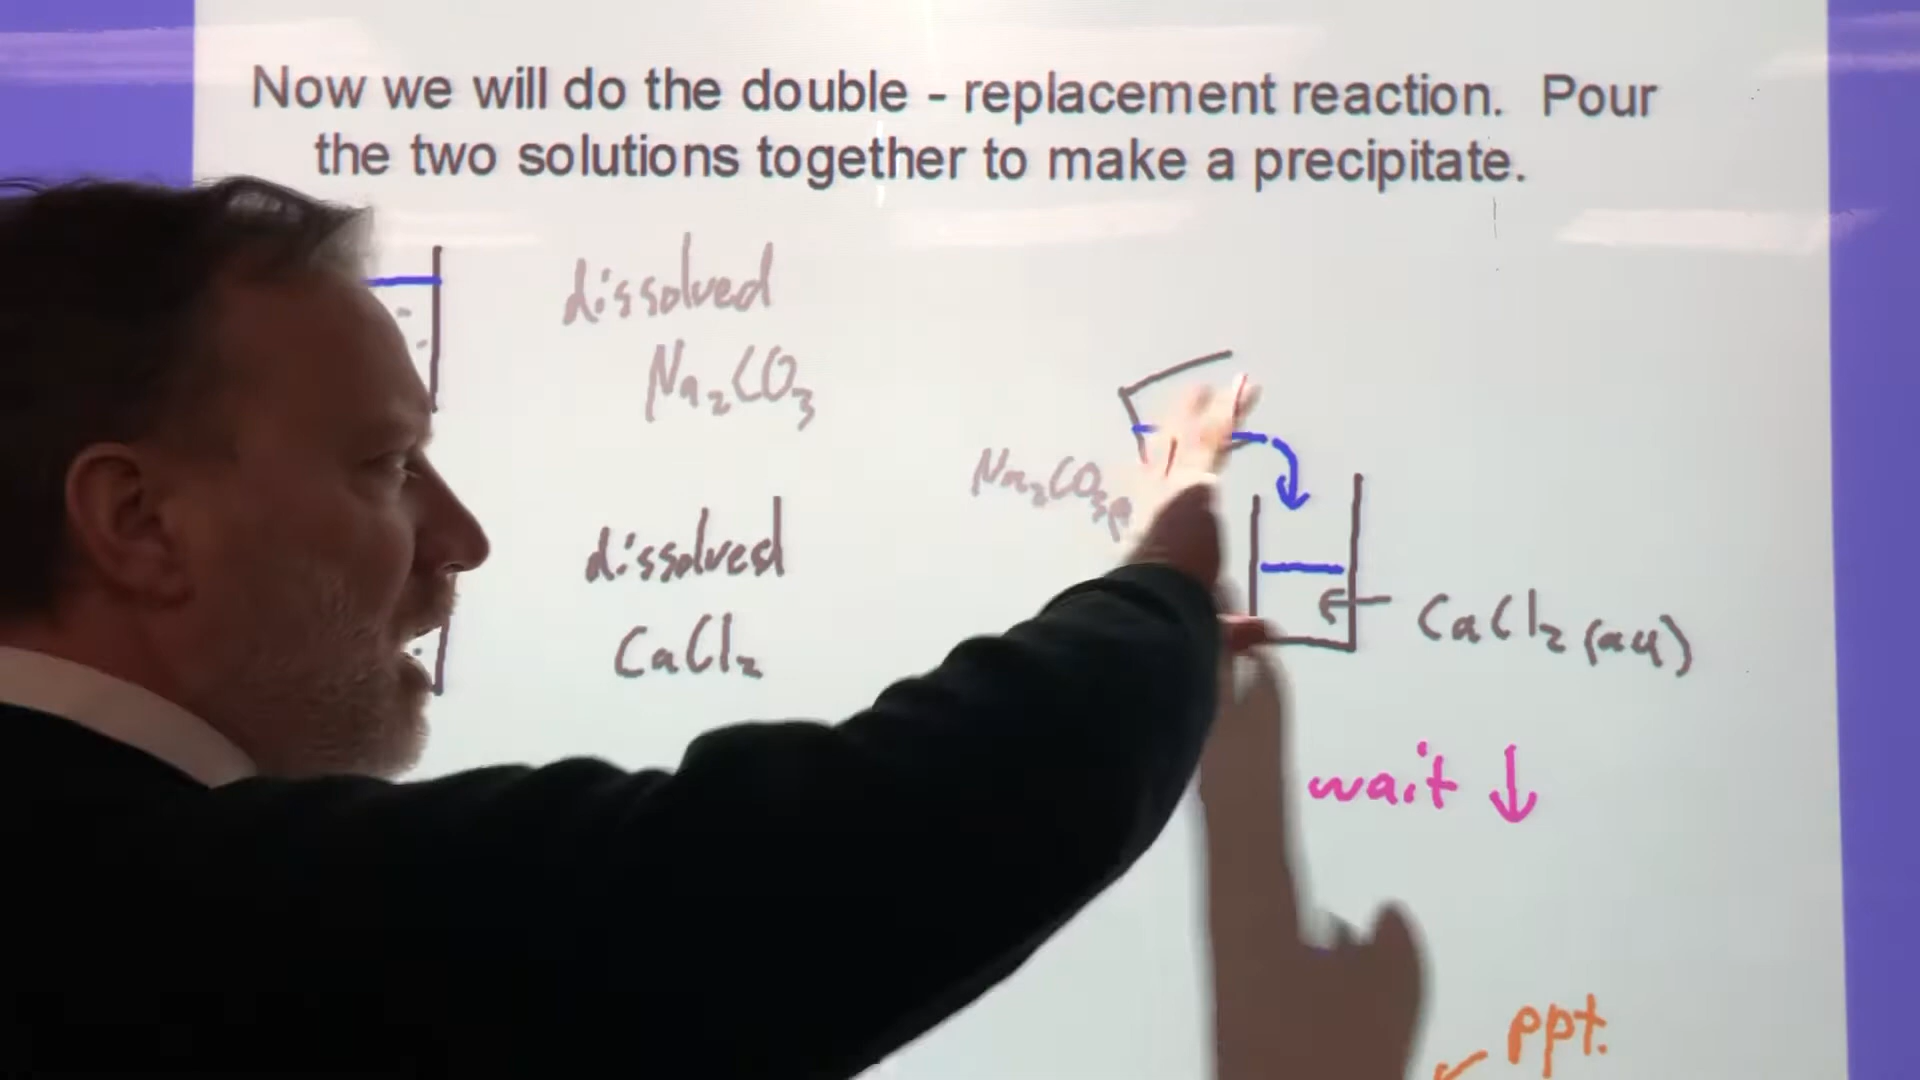 Now we will do the double - replacement reaction. Pour
the two solutions together to make a precipitate.
dissolved
Na₂CO₃
Na₂CO₃
dissolved
CaCl₂
CaCl₂ (aq)
wait ↓
ppt.